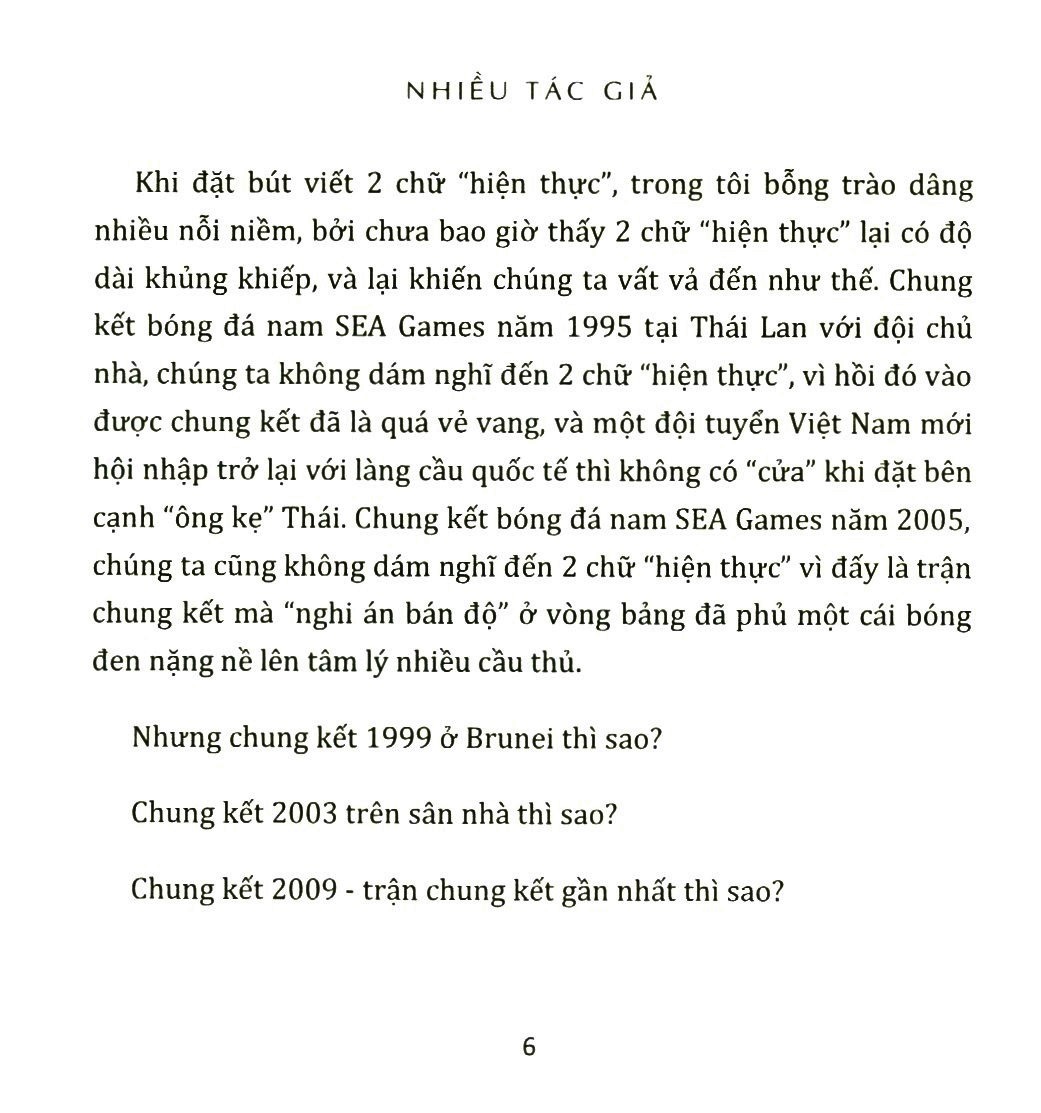 NHIỀU TÁC GIẢ
Khi đặt bút viết 2 chữ “hiện thực”, trong tôi bỗng trào dâng
nhiều nỗi niềm, bởi chưa bao giờ thấy 2 chữ “hiện thực” lại có độ
dài khủng khiếp, và lại khiến chúng ta vất vả đến như thế. Chung
kết bóng đá nam SEA Games năm 1995 tại Thái Lan với đội chủ
nhà, chúng ta không dám nghĩ đến 2 chữ “hiện thực”, vì hồi đó vào
được chung kết đã là quá vẻ vang, và một đội tuyển Việt Nam mới
hội nhập trở lại với làng cầu quốc tế thì không có “cửa” khi đặt bên
cạnh “ông kẹ” Thái. Chung kết bóng đá nam SEA Games năm 2005,
chúng ta cũng không dám nghĩ đến 2 chữ “hiện thực” vì đấy là trận
chung kết mà “nghi án bán độ” ở vòng bảng đã phủ một cái bóng
đen nặng nề lên tâm lý nhiều cầu thủ.
Nhưng chung kết 1999 ở Brunei thì sao?
Chung kết 2003 trên sân nhà thì sao?
Chung kết 2009 - trận chung kết gần nhất thì sao?
6